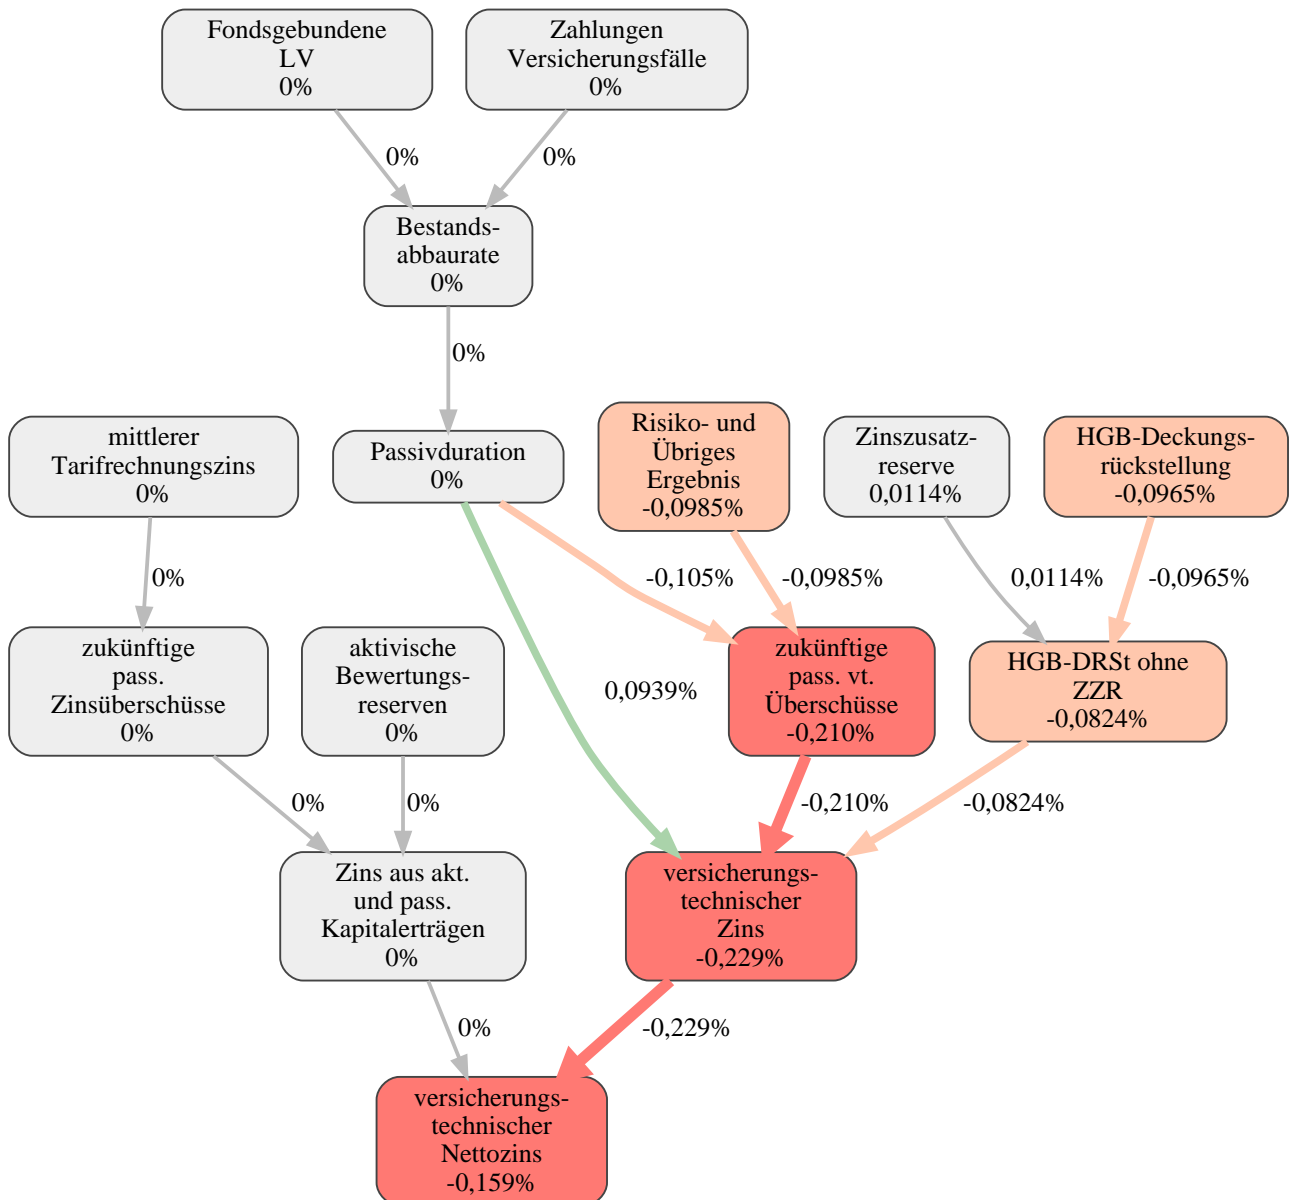 Fondsgebundene
LV
0%
Zahlungen
Versicherungsfälle
0%
0%
0%
Bestands-
abbaurate
0%
0%
mittlerer
Tarifrechnungszins
0%
Passivduration
0%
Risiko- und
Übriges
Ergebnis
-0,0985%
Zinszusatz-
reserve
0,0114%
HGB-Deckungs-
rückstellung
-0,0965%
0%
-0,105%
-0,0985%
0,0114%
-0,0965%
zukünftige
pass.
Zinsüberschüsse
0%
aktivische
Bewertungs-
reserven
0%
0,0939%
zukünftige
pass. vt.
Überschüsse
-0,210%
HGB-DRSt ohne
ZZR
-0,0824%
0%
0%
-0,210%
-0,0824%
Zins aus akt.
und pass.
Kapitalerträgen
0%
versicherungs-
technischer
Zins
-0,229%
0%
-0,229%
versicherungs-
technischer
Nettozins
-0,159%